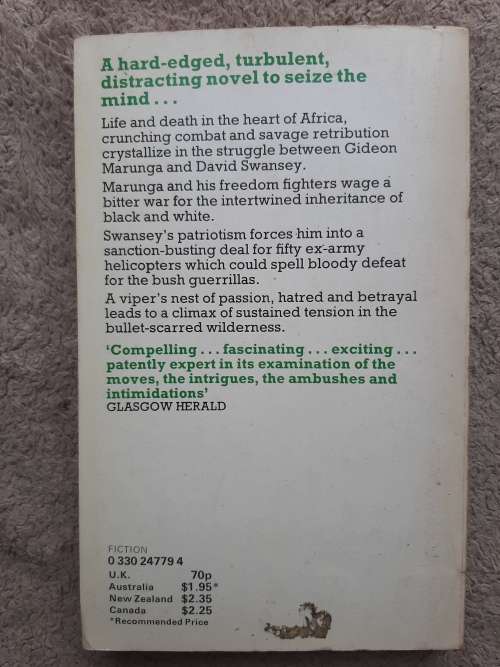 A hard-edged, turbulent,
distracting novel to seize the
mind...
Life and death in the heart of Africa,
crunching combat and savage retribution
crystallize in the struggle between Gideon
Marunga and David Swansey.
Marunga and his freedom fighters wage a
bitter war for the intertwined inheritance of
black and white.
Swansey's patriotism forces him into a
sanction-busting deal for fifty ex-army
helicopters which could spell bloody defeat
for the bush guerrillas.
A viper's nest of passion, hatred and betrayal
leads to a climax of sustained tension in the
bullet-scarred wilderness.
'Compelling...fascinating...exciting...
patently expert in its examination of the
moves, the intrigues, the ambushes and
intimidations'
GLASGOW HERALD
FICTION
0 330 24779 4
U.K. 70p
Australia $1.95*
New Zealand $2.35
Canada $2.25
*Recommended Price